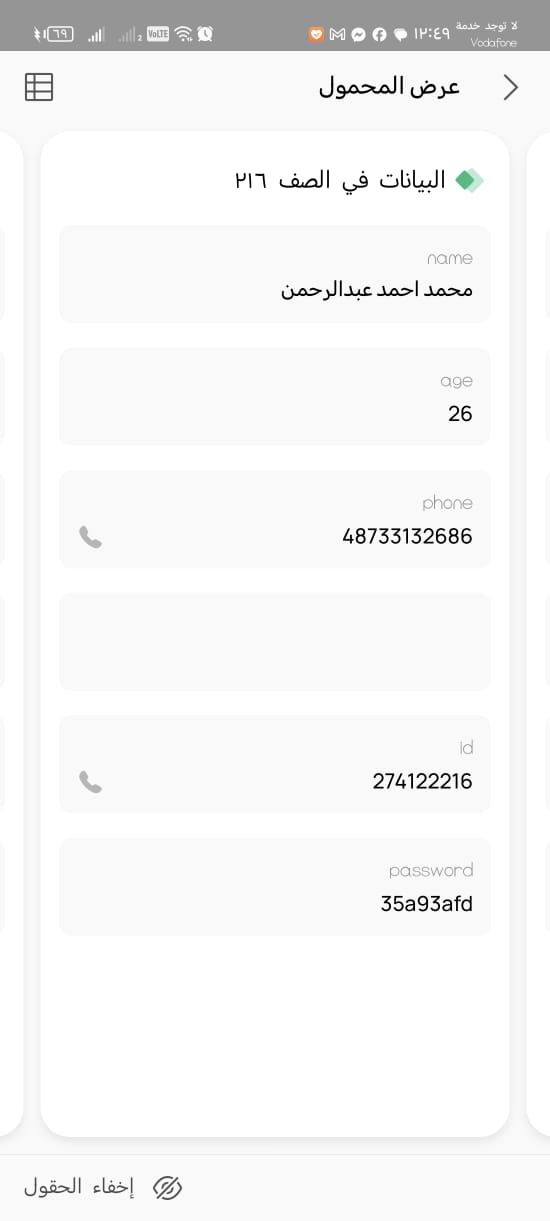 لا توجد خدمة
Vodafone
١٢:٤٩
VoLTE
2
٦٩
عرض المحمول
البيانات في الصف ٢١٦
name
محمد احمد عبدالرحمن
age
26
phone
48733132686
Id
274122216
password
35a93afd
إخفاء الحقول